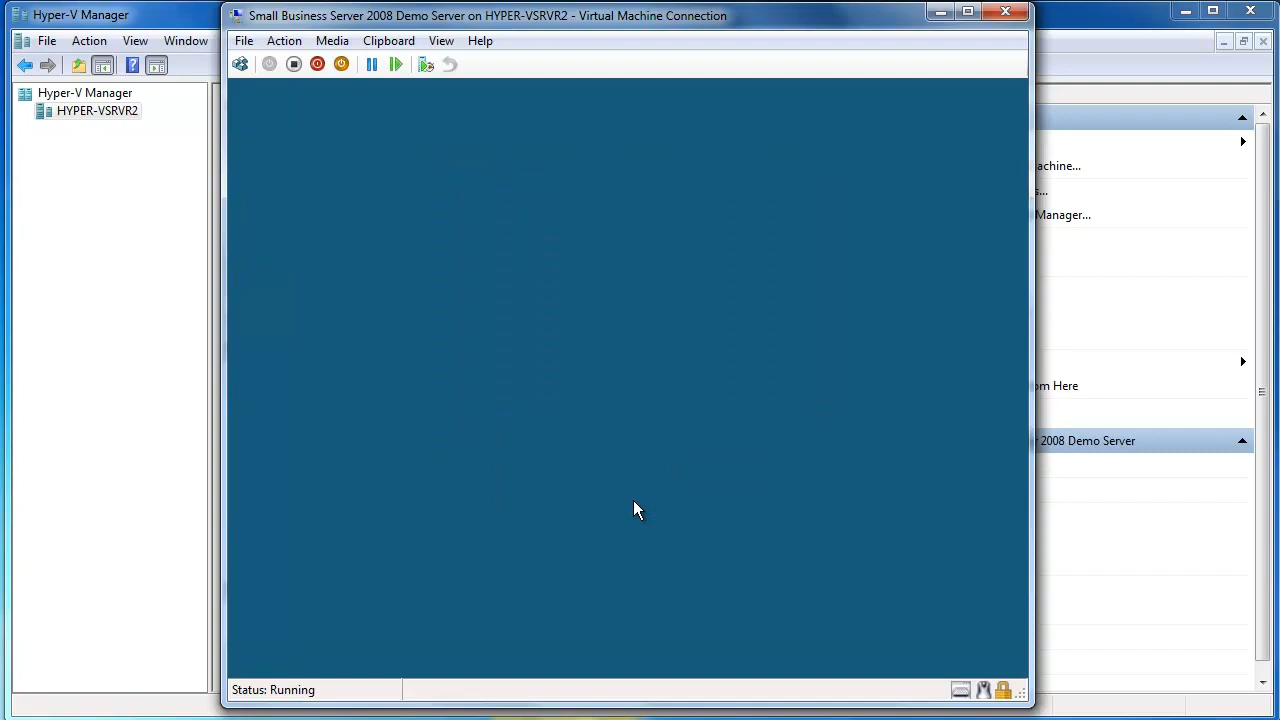 Hyper-V Manager
Small Business Server 2008 Demo Server on HYPER-VSRVR2 - Virtual Machine Connection
File Action View Window
File Action Media Clipboard View Help
Hyper-V Manager
HYPER-VSRVR2
achine...
s...
Manager...
om Here
2008 Demo Server
Status: Running